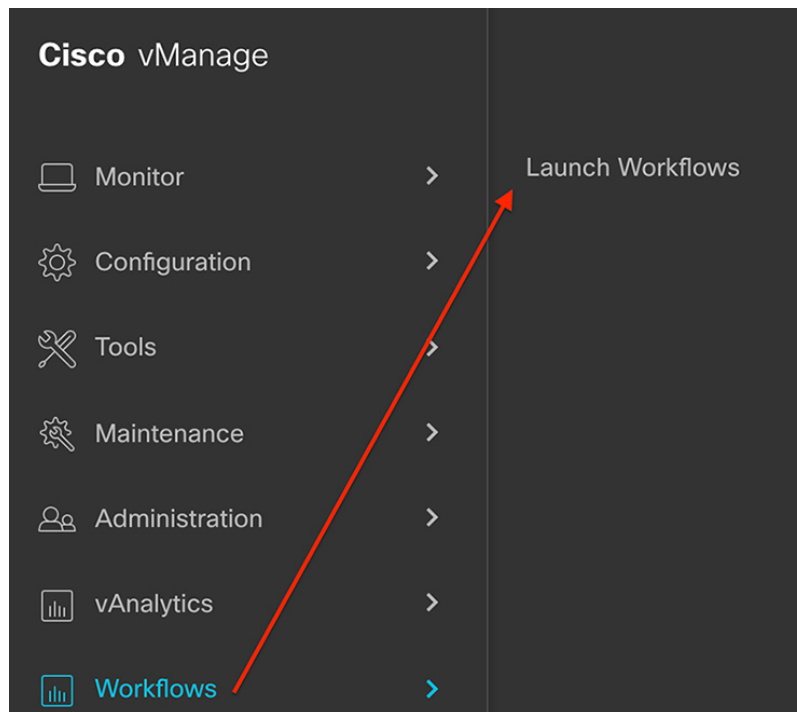 Cisco vManage
Monitor
Launch Workflows
Configuration
Tools
Maintenance
Administration
vAnalytics
Workflows